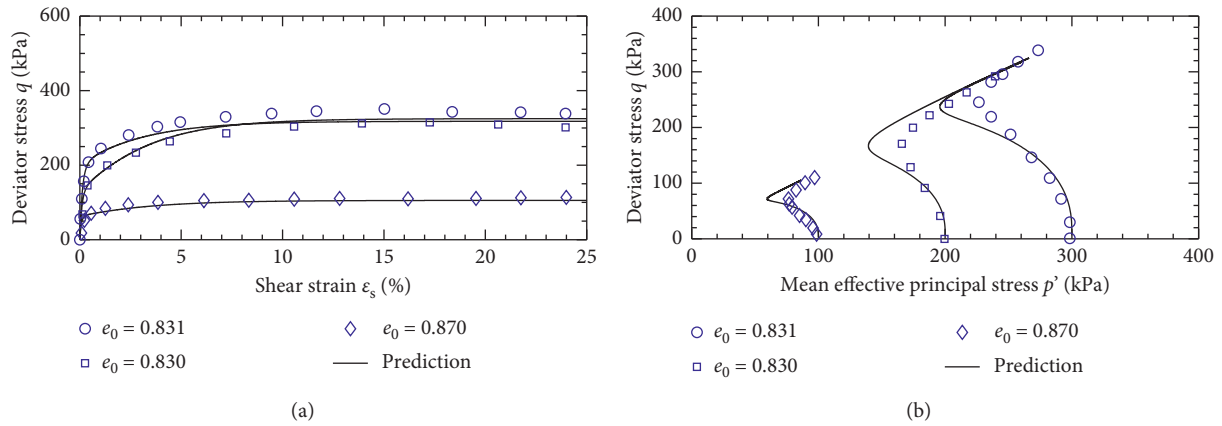 600
400
200
0
Deviator stress q (kPa)
0 5 10 15 20 25
Shear strain εs (%)
e0 = 0.831
e0 = 0.830
e0 = 0.870
Prediction
(a)
400
300
200
100
0
Deviator stress q (kPa)
0 100 200 300 400
Mean effective principal stress p’ (kPa)
e0 = 0.831
e0 = 0.830
e0 = 0.870
Prediction
(b)